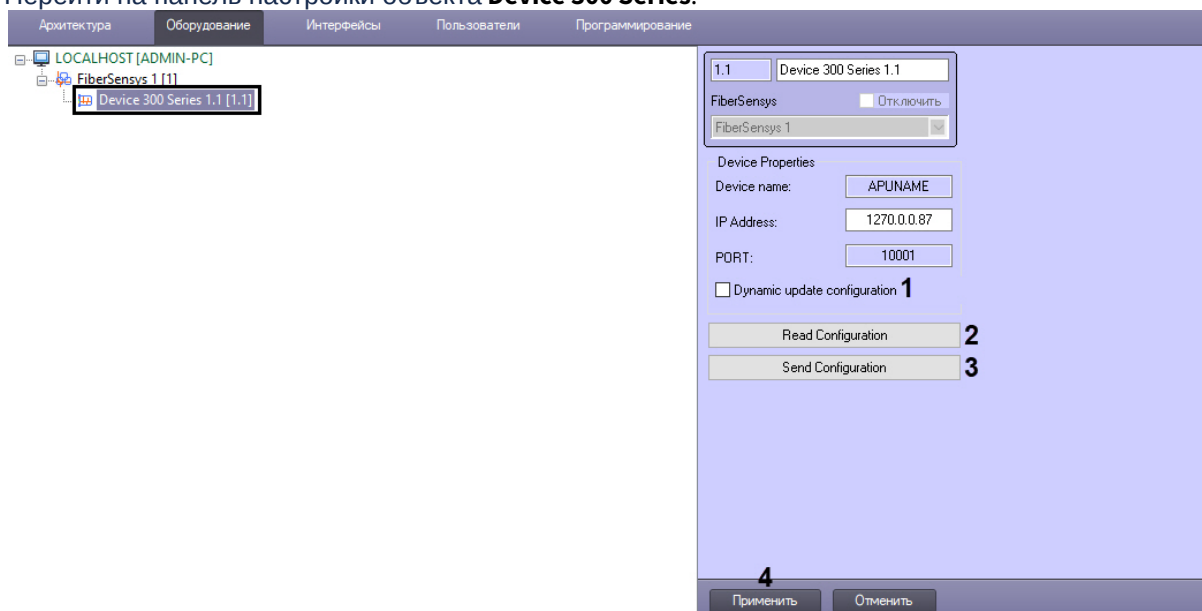 Перейти на панель настройки объекта Device 300 Series.
Архитектура Оборудование Интерфейсы Пользователи Программирование
LOCALHOST [ADMIN-PC]
FiberSensys 1 [1]
Device 300 Series 1.1 [1.1]
1.1 Device 300 Series 1.1
FiberSensys Отключить
FiberSensys 1
Device Properties
Device name: APUNAME
IP Address: 1270.0.0.87
PORT: 10001
Dynamic update configuration 1
Read Configuration 2
Send Configuration 3
4
Применить Отменить